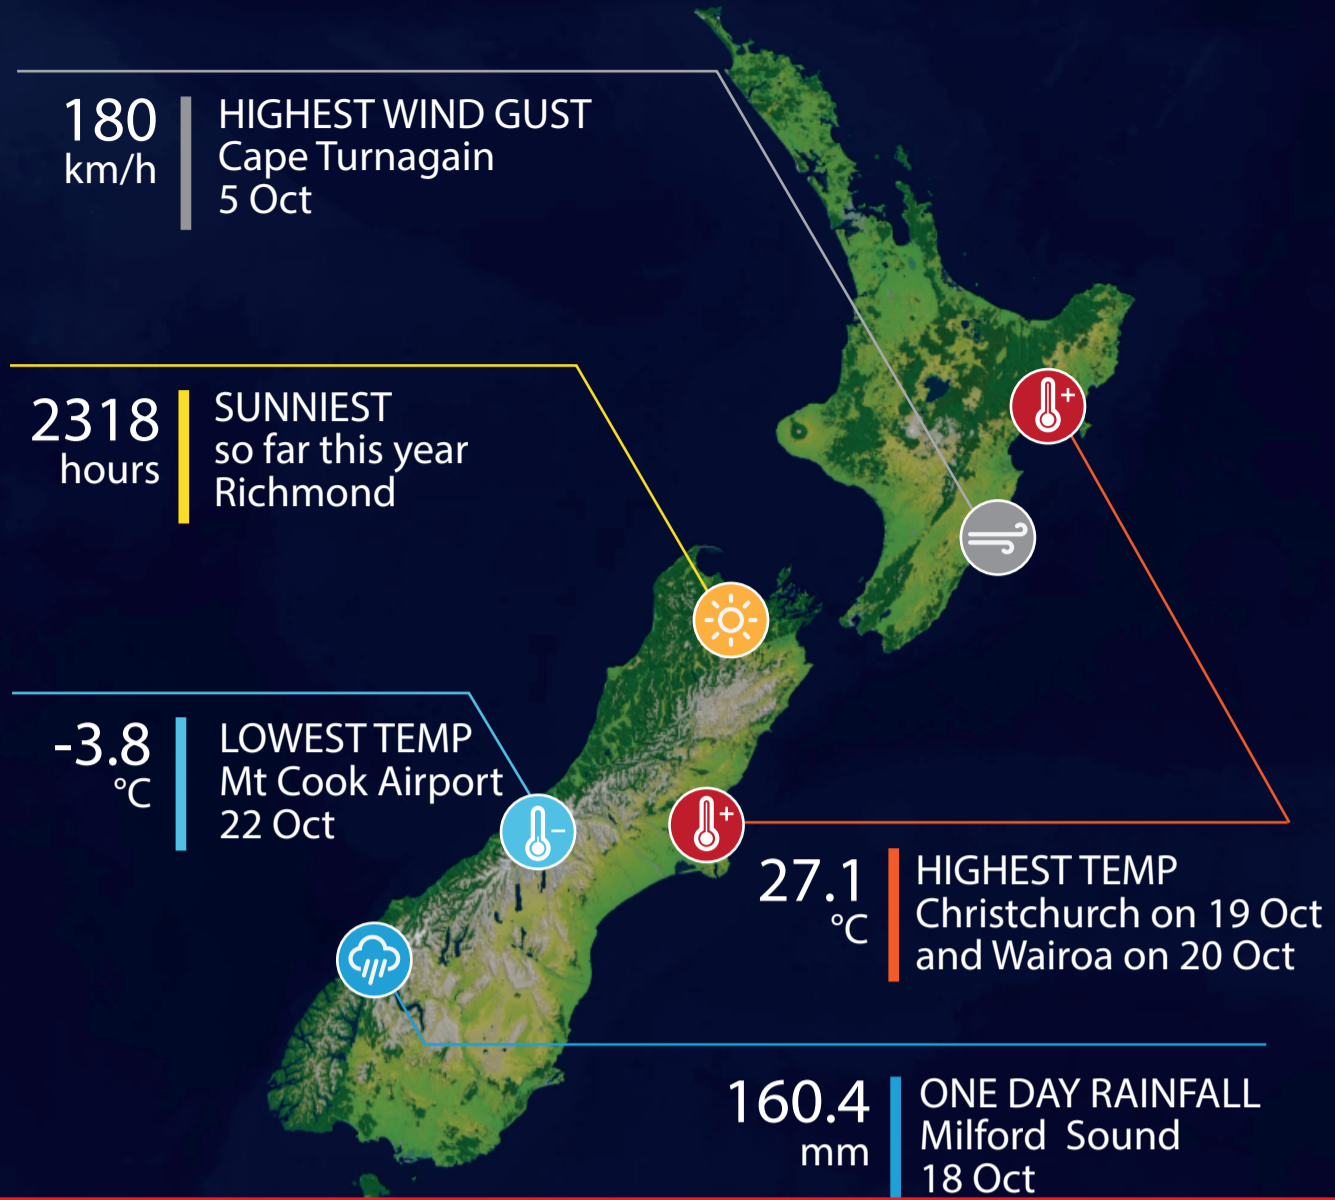 180
km/h
HIGHEST WIND GUST
Cape Turnagain
5 Oct
2318
hours
SUNNIEST
so far this year
Richmond
-3.8
°C
LOWEST TEMP
Mt Cook Airport
22 Oct
27.1
°C
HIGHEST TEMP
Christchurch on 19 Oct
and Wairoa on 20 Oct
160.4
mm
ONE DAY RAINFALL
Milford Sound
18 Oct